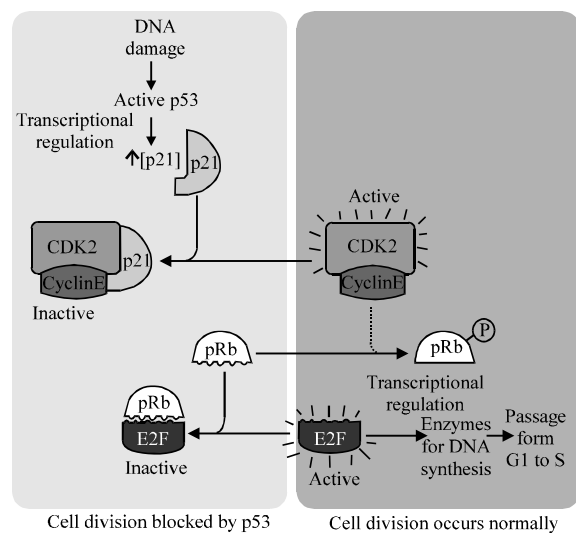 DNA
damage
Active p53
Transcriptional
regulation
[p21]
p21
Active
CDK2
p21
CyclinE
Inactive
CDK2
CyclinE
pRb
pRb
P
Transcriptional
regulation
pRb
E2F
Inactive
E2F
Active
Enzymes
for DNA
synthesis
Passage
form
G1 to S
Cell division blocked by p53
Cell division occurs normally